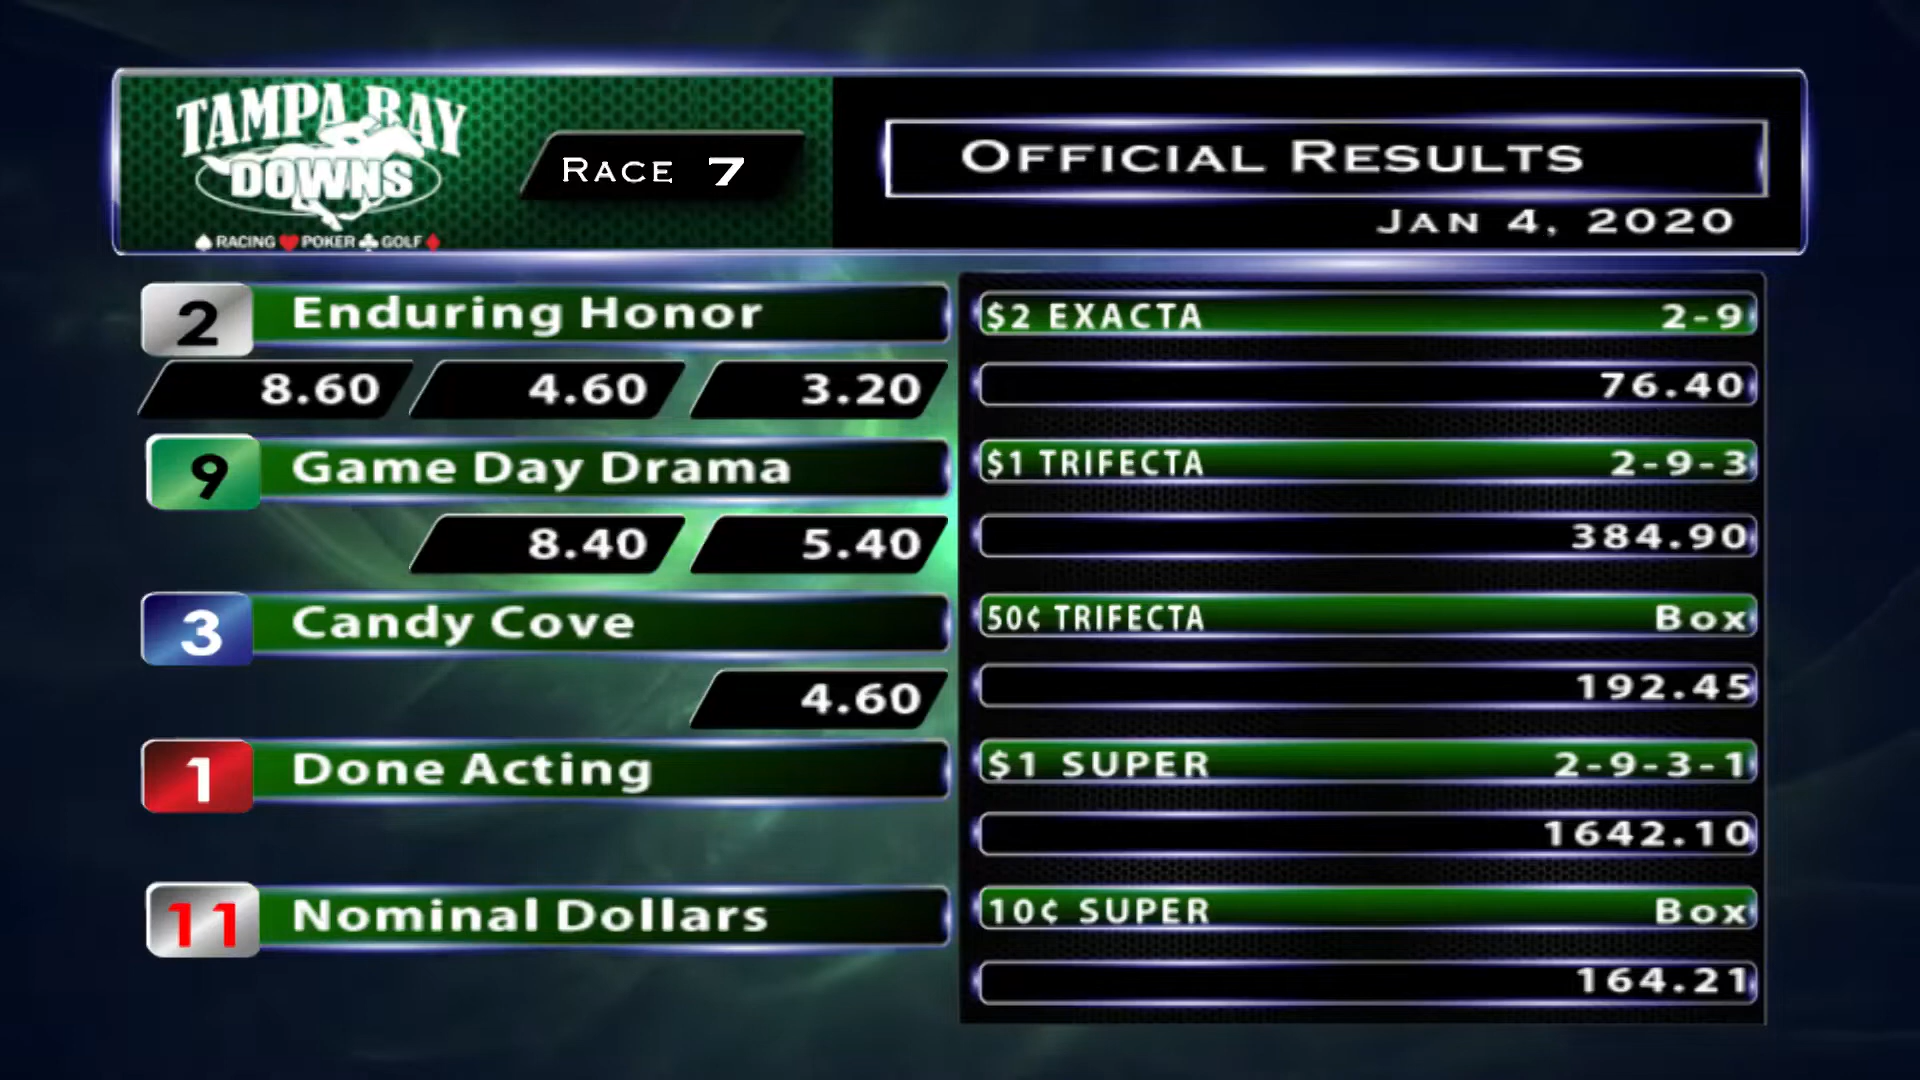 TAMPA BAY
DOWNS
RACING POKER GOLF
RACE 7
OFFICIAL RESULTS
JAN 4, 2020
2 Enduring Honor
8.60 4.60 3.20
9 Game Day Drama
8.40 5.40
3 Candy Cove
4.60
1 Done Acting
11 Nominal Dollars
$2 EXACTA 2-9
76.40
$1 TRIFECTA 2-9-3
384.90
50¢ TRIFECTA Box
192.45
$1 SUPER 2-9-3-1
1642.10
10¢ SUPER Box
164.21